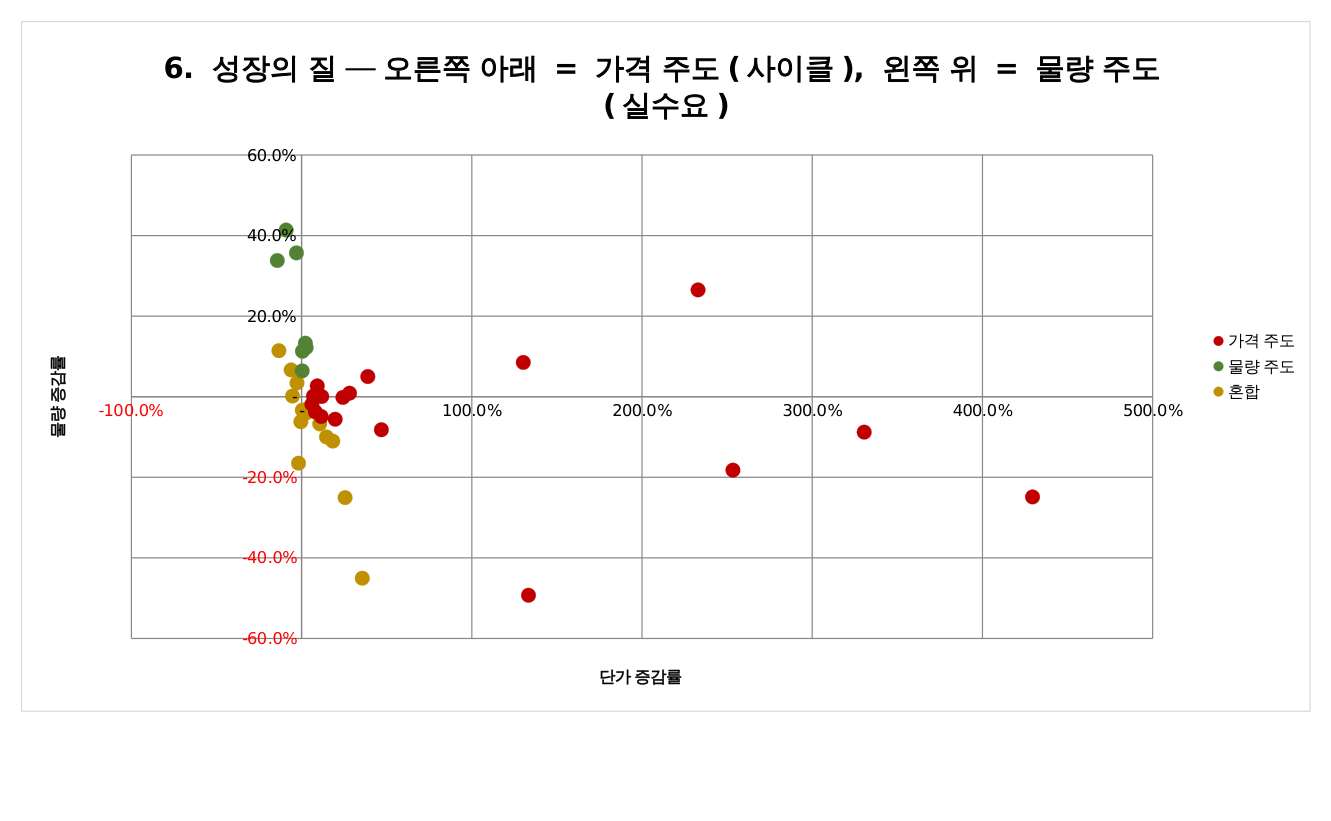 6. 성장의 질 — 오른쪽 아래 = 가격 주도 ( 사이클 ), 왼쪽 위 = 물량 주도
( 실수요 )
60.0%
40.0%
20.0%
-
-20.0%
-40.0%
-60.0%
-100.0%
-
100.0%
200.0%
300.0%
400.0%
500.0%
물량 증감률
단가 증감률
가격 주도
물량 주도
혼합